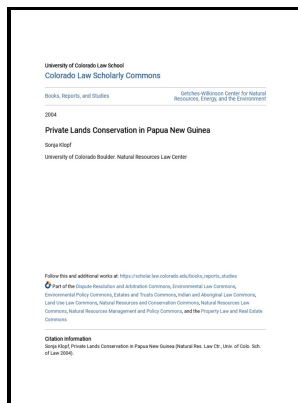 University of Colorado Law School
Colorado Law Scholarly Commons
Books, Reports, and Studies
Getches-Wilkinson Center for Natural
Resources, Energy, and the Environment
2004
Private Lands Conservation in Papua New Guinea
Sonja Klopf
University of Colorado Boulder. Natural Resources Law Center
Follow this and additional works at: https://scholar.law.colorado.edu/books_reports_studies
Part of the Dispute Resolution and Arbitration Commons, Environmental Law Commons,
Environmental Policy Commons, Estates and Trusts Commons, Indian and Aboriginal Law Commons,
Land Use Law Commons, Natural Resources and Conservation Commons, Natural Resources Law
Commons, Natural Resources Management and Policy Commons, and the Property Law and Real Estate
Commons
Citation Information
Sonja Klopf, Private Lands Conservation in Papua New Guinea (Natural Res. Law Ctr., Univ. of Colo. Sch.
of Law 2004).